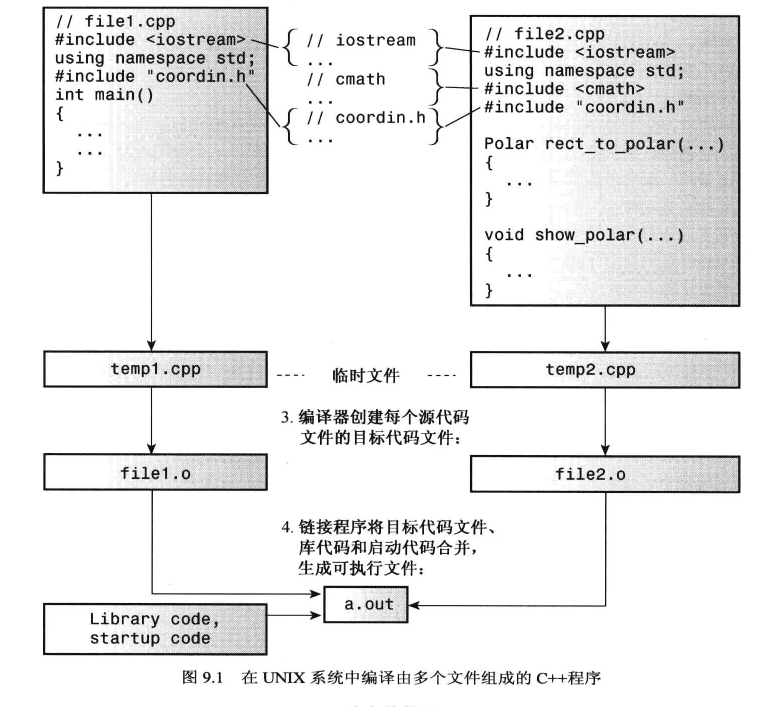 // file1.cpp
#include <iostream>
using namespace std;
#include "coordin.h"
int main()
{
...
...
}
// iostream
...
// cmath
...
// coordin.h
...
// file2.cpp
#include <iostream>
using namespace std;
#include <cmath>
#include "coordin.h"
Polar rect_to_polar(...)
{
...
}
void show_polar(...)
{
...
}
temp1.cpp
---- 临时文件 ----
temp2.cpp
3. 编译器创建每个源代码
文件的目标代码文件：
file1.o
file2.o
4. 链接程序将目标代码文件、
库代码和启动代码合并，
生成可执行文件：
a.out
Library code,
startup code
图 9.1 在 UNIX 系统中编译由多个文件组成的 C++程序